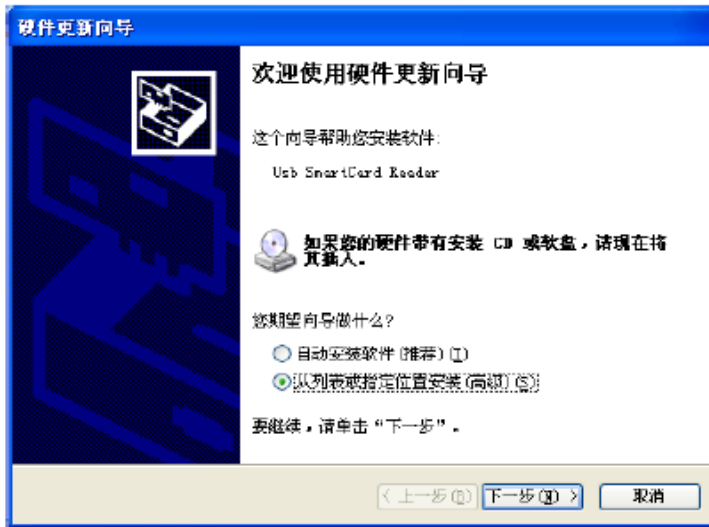 硬件更新向导
欢迎使用硬件更新向导
这个向导帮助您安装软件:
Usb SmartCard Reader
如果您的硬件带有安装 CD 或软盘，请现在将
其插入。
您期望向导做什么?
自动安装软件(推荐)(I)
从列表或指定位置安装(高级)(S)
要继续，请单击“下一步”。
< 上一步(B) 下一步(N) > 取消